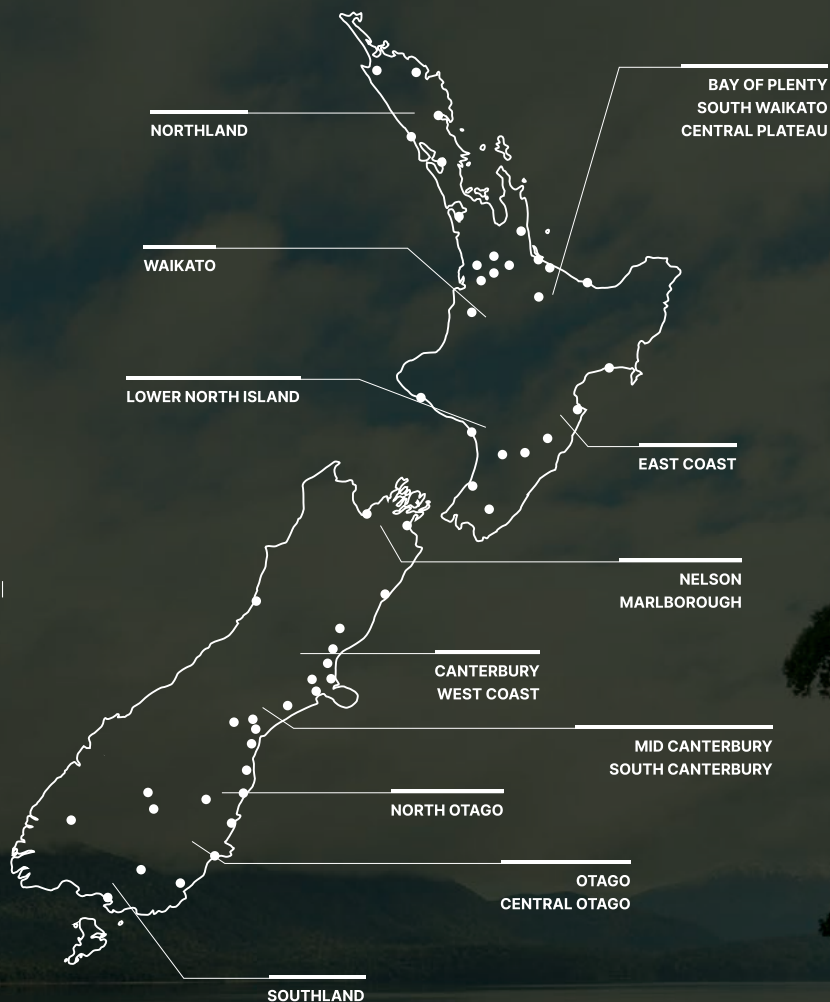 BAY OF PLENTY
SOUTH WAIKATO
CENTRAL PLATEAU
NORTHLAND
WAIKATO
LOWER NORTH ISLAND
EAST COAST
NELSON
MARLBOROUGH
CANTERBURY
WEST COAST
MID CANTERBURY
SOUTH CANTERBURY
NORTH OTAGO
OTAGO
CENTRAL OTAGO
SOUTHLAND